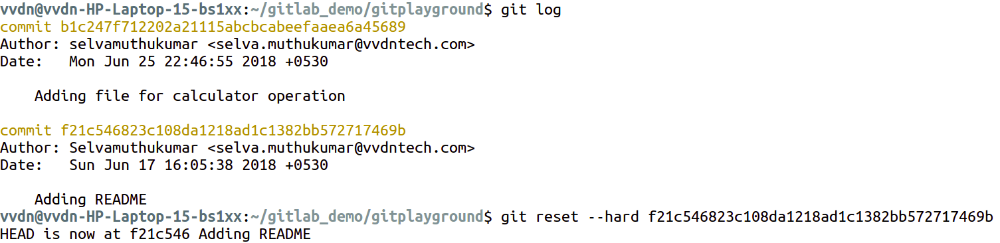 vvdn@vvdn-HP-Laptop-15-bs1xx:~/gitlab_demo/gitplayground$ git log
commit b1c247f712202a21115abcbcabeefaaea6a45689
Author: selvamuthukumar <selva.muthukumar@vvdntech.com>
Date:   Mon Jun 25 22:46:55 2018 +0530
    Adding file for calculator operation
commit f21c546823c108da1218ad1c1382bb572717469b
Author: Selvamuthukumar <selva.muthukumar@vvdntech.com>
Date:   Sun Jun 17 16:05:38 2018 +0530
    Adding README
vvdn@vvdn-HP-Laptop-15-bs1xx:~/gitlab_demo/gitplayground$ git reset --hard f21c546823c108da1218ad1c1382bb572717469b
HEAD is now at f21c546 Adding README